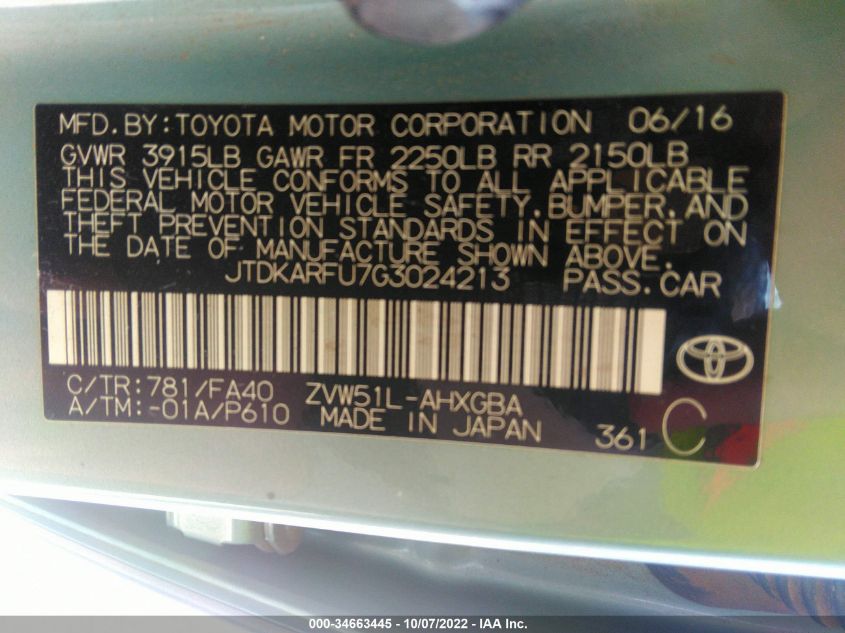 MFD.BY:TOYOTA MOTOR CORPORATION 06/16
GVWR 3915LB GAWR FR 2250LB RR 2150LB
THIS VEHICLE CONFORMS TO ALL APPLICABLE
FEDERAL MOTOR VEHICLE SAFETY,BUMPER,AND
THEFT PREVENTION STANDARDS IN EFFECT ON
THE DATE OF MANUFACTURE SHOWN ABOVE.
JTDKARFU7G3024213 PASS.CAR
C/TR:781/FA40 ZVW51L-AHXGBA
A/TM:-01A/P610 MADE IN JAPAN 361 C
000-34663445 - 10/07/2022 - IAA Inc.